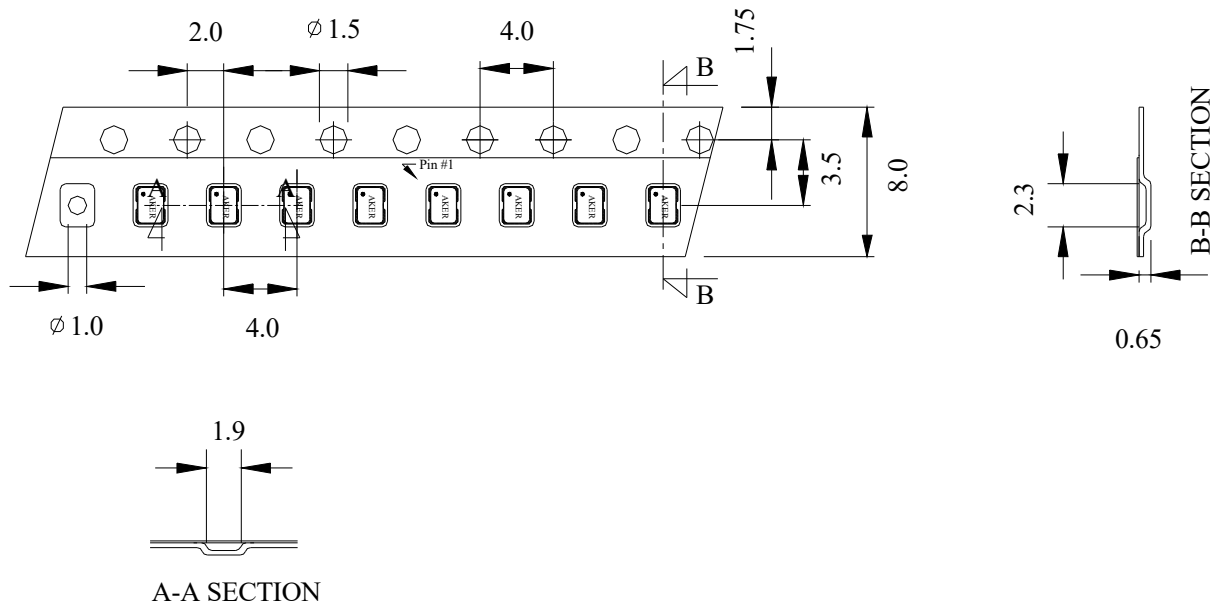 2.0
⌀ 1.5
4.0
1.75
B
Pin #1
3.5
8.0
A
A
AKER
AKER
AKER
AKER
AKER
AKER
AKER
AKER
2.3
B-B SECTION
B
⌀ 1.0
4.0
0.65
1.9
A-A SECTION